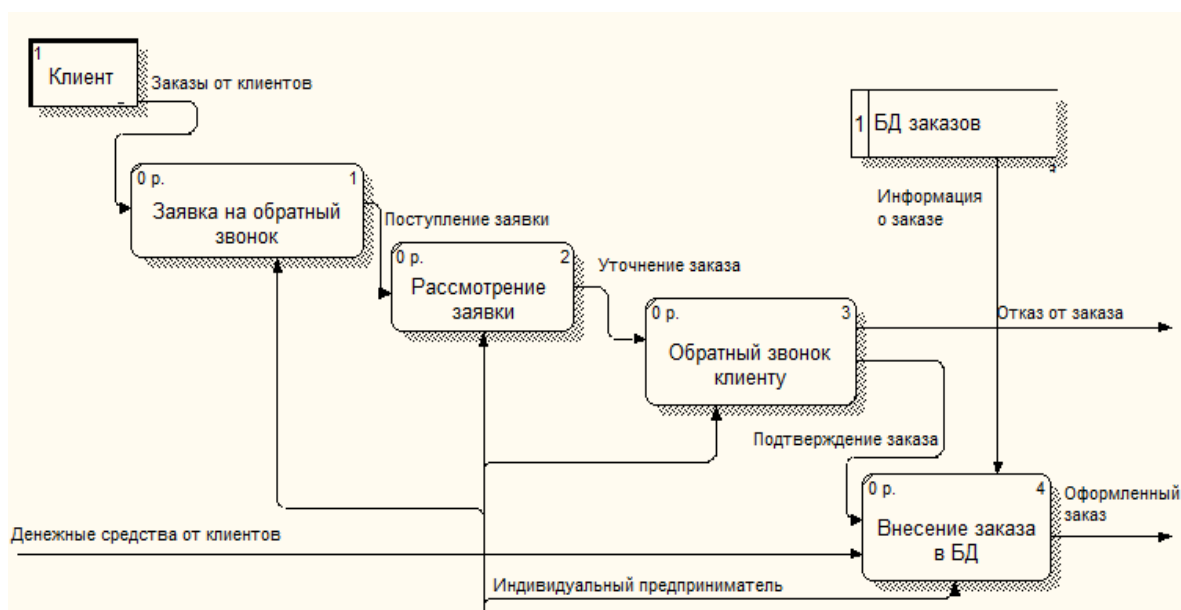 1
Клиент
Заказы от клиентов
1 БД заказов
0 р. 1
Заявка на обратный
звонок
Информация
о заказе
Поступление заявки
0 р. 2
Рассмотрение
заявки
Уточнение заказа
0 р. 3
Обратный звонок
клиенту
Отказ от заказа
Подтверждение заказа
0 р. 4
Внесение заказа
в БД
Оформленный
заказ
Денежные средства от клиентов
Индивидуальный предприниматель